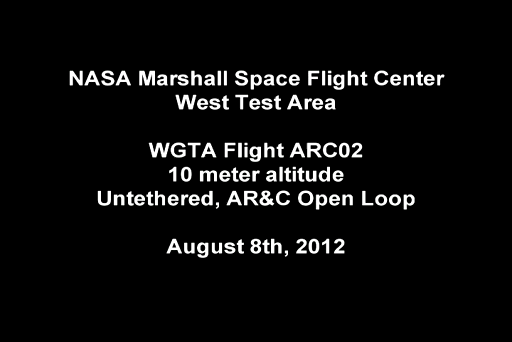 NASA Marshall Space Flight Center
West Test Area
WGTA Flight ARC02
10 meter altitude
Untethered, AR&C Open Loop
August 8th, 2012